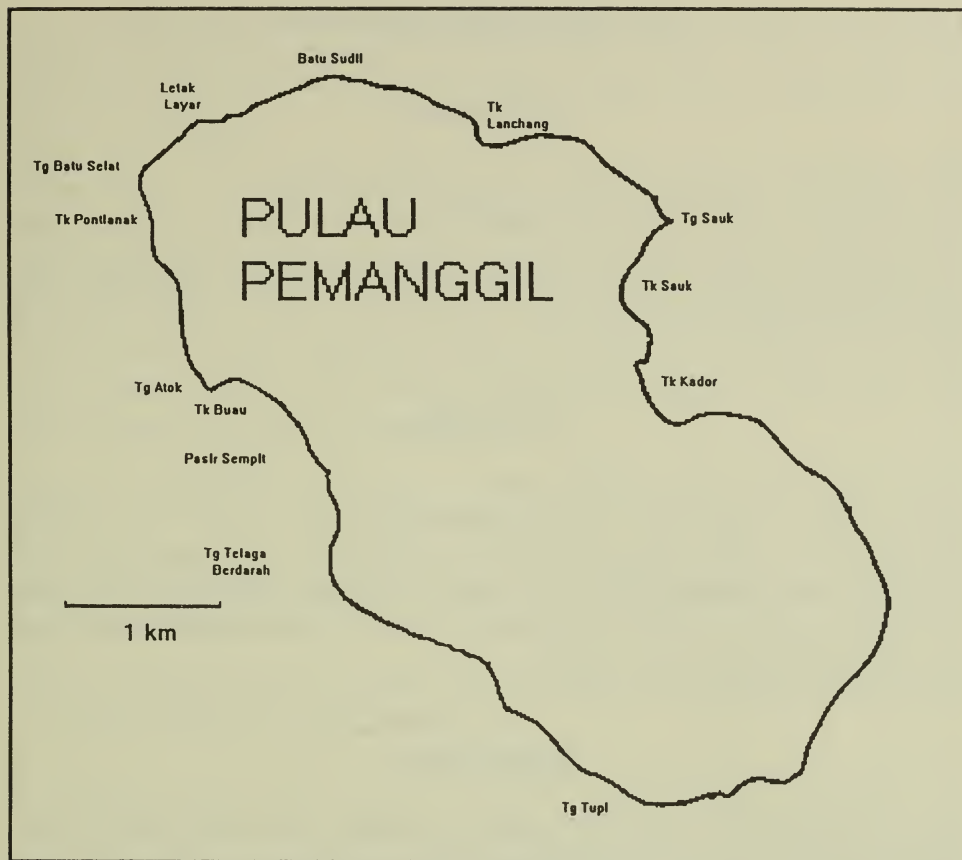 Batu Sudil
Letak
Layar
Tk
Lanchang
Tg Batu Selat
Tk Pontianak
PULAU
PEMANGGIL
Tg Sauk
Tk Sauk
Tg Atok
Tk Kador
Tk Buau
Pasir Sempit
Tg Telaga
Berdarah
1 km
Tg Tupi